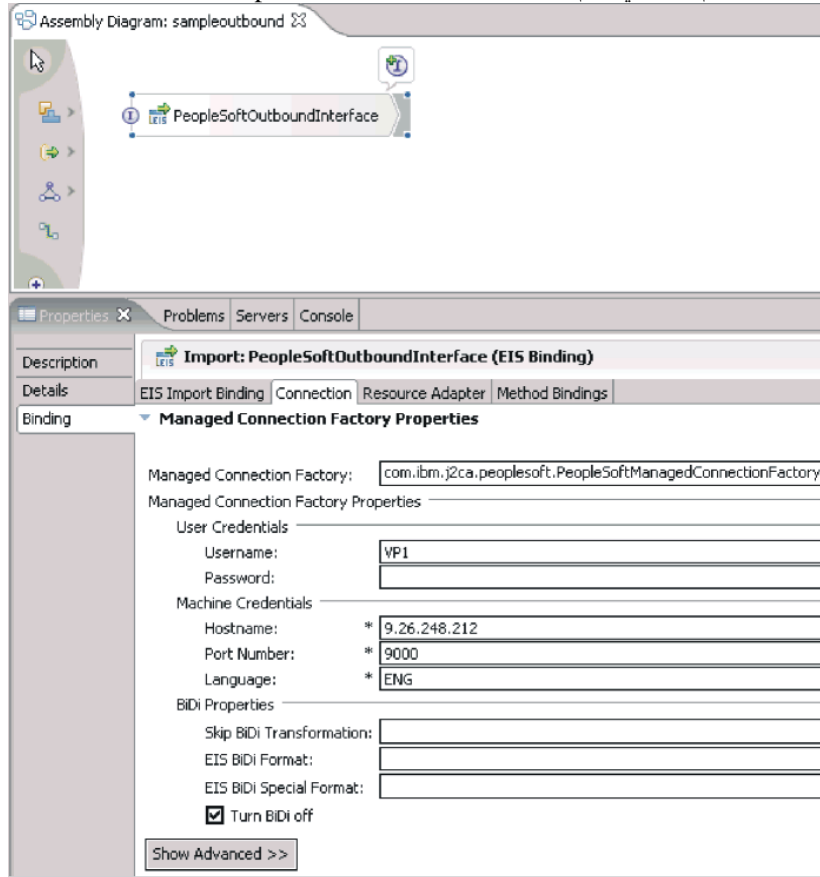 Assembly Diagram: sampleoutbound
PeopleSoftOutboundInterface
Properties Problems Servers Console
Description
Details
Binding
Import: PeopleSoftOutboundInterface (EIS Binding)
EIS Import Binding Connection Resource Adapter Method Bindings
Managed Connection Factory Properties
Managed Connection Factory: com.ibm.j2ca.peoplesoft.PeopleSoftManagedConnectionFactory
Managed Connection Factory Properties
User Credentials
Username: VP1
Password:
Machine Credentials
Hostname: * 9.26.248.212
Port Number: * 9000
Language: * ENG
BiDi Properties
Skip BiDi Transformation:
EIS BiDi Format:
EIS BiDi Special Format:
Turn BiDi off
Show Advanced >>